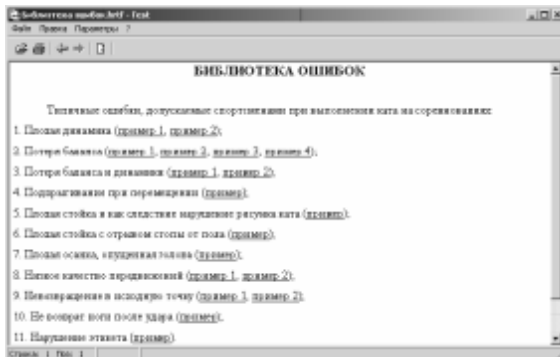 Библиотека ошибок.hrtf - Text
Файл Правка Параметры ?
БИБЛИОТЕКА ОШИБОК
Типичные ошибки, допускаемые спортсменами при выполнении ката на соревнованиях:
1. Плохая динамика (пример 1, пример 2);
2. Потеря баланса (пример 1, пример 2, пример 3, пример 4);
3. Потеря баланса и динамики (пример 1, пример 2);
4. Подпрыгивание при перемещении (пример);
5. Плохая стойка и как следствие нарушение рисунка ката (пример);
6. Плохая стойка с отрывом стопы от пола (пример);
7. Плохая осанка, опущенная голова (пример);
8. Низкое качество передвижений (пример 1, пример 2);
9. Невозвращение в исходную точку (пример 1, пример 2);
10. Не возврат ноги после удара (пример);
11. Нарушение этикета (пример).